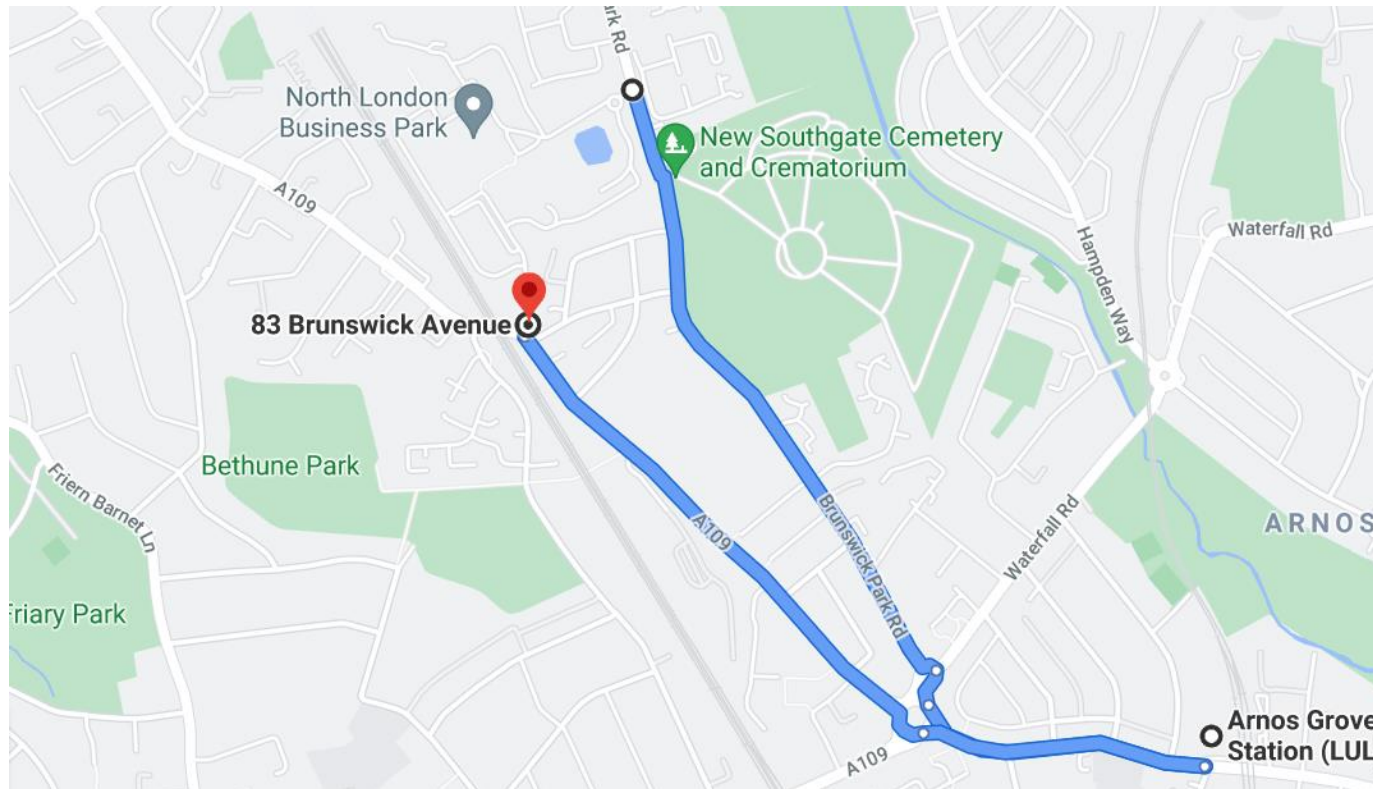 ark Rd
North London
Business Park
New Southgate Cemetery
and Crematorium
A109
Waterfall Rd
Hampden Way
83 Brunswick Avenue
Bethune Park
Friern Barnet Ln
A109
Brunswick Park Rd
Waterfall Rd
ARNOS
Friary Park
A109
Arnos Grove
Station (LUL